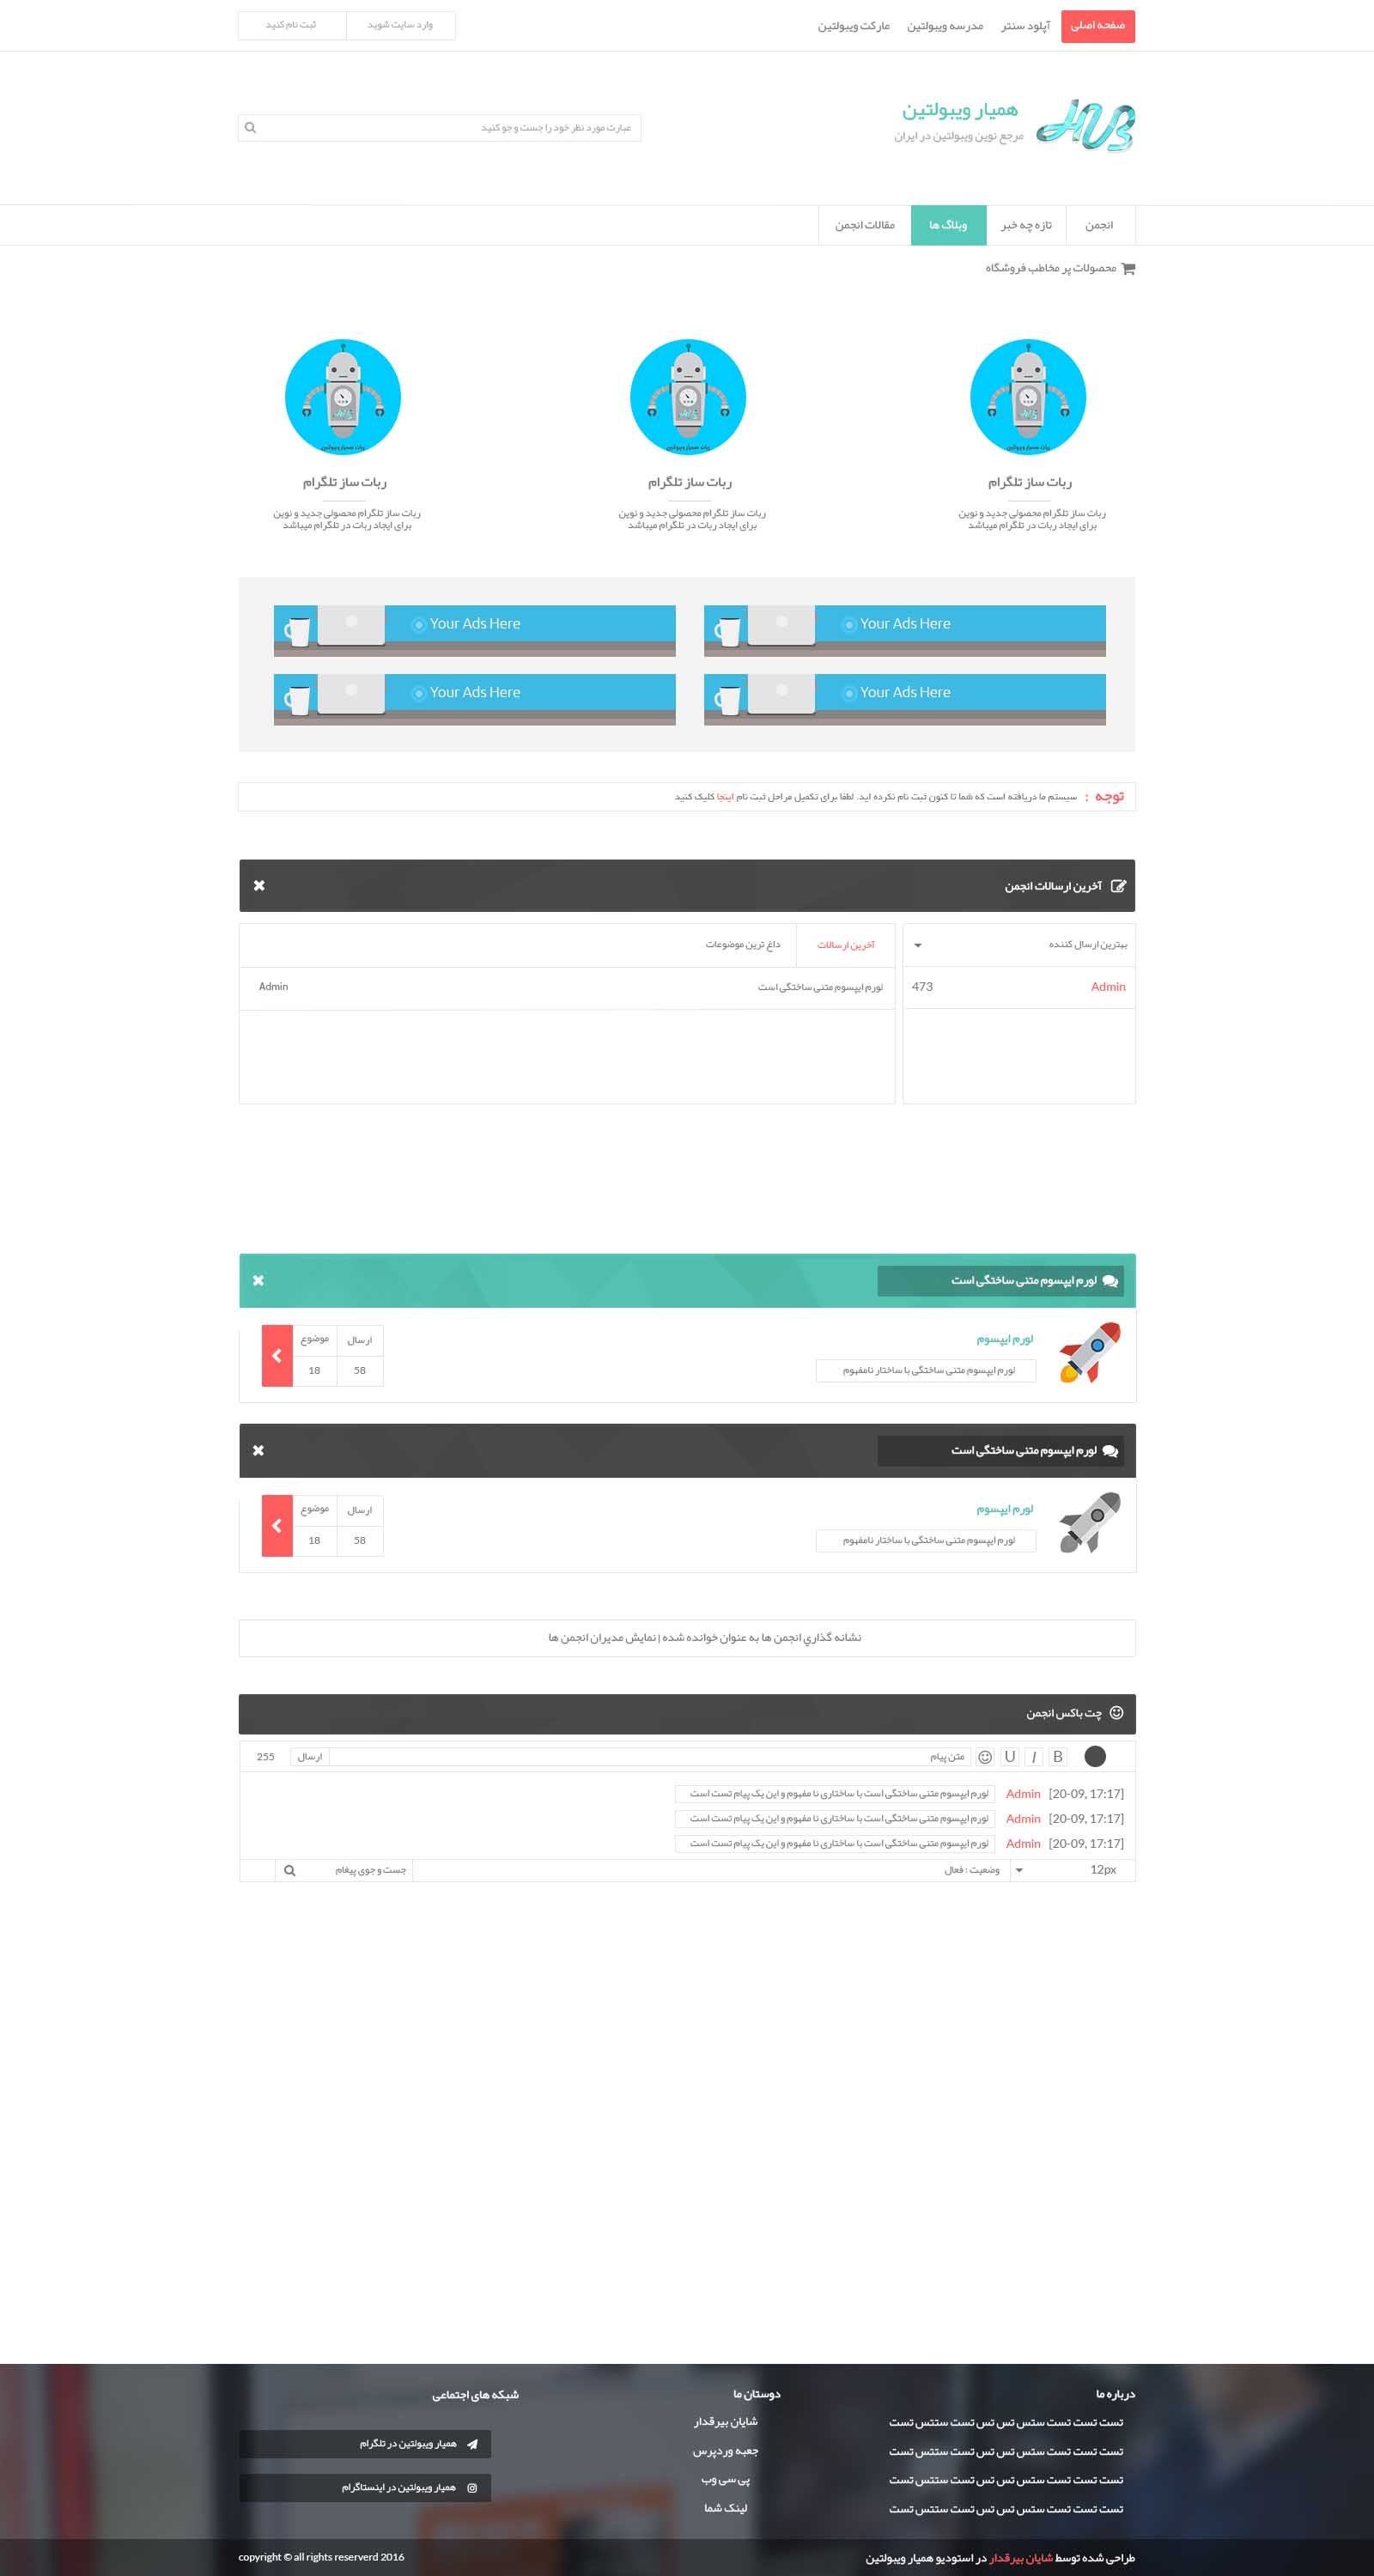 صفحه اصلی
آپلود سنتر
مدرسه ویبولتین
مارکت ویبولتین
وارد سایت شوید
ثبت نام کنید
همیار ویبولتین
مرجع نوین ویبولتین در ایران
عبارت مورد نظر خود را جست و جو کنید
انجمن
تازه چه خبر
وبلاگ ها
مقالات انجمن
محصولات پر مخاطب فروشگاه
ربات همیار ویبولتین
ربات همیار ویبولتین
ربات همیار ویبولتین
ربات ساز تلگرام
ربات ساز تلگرام
ربات ساز تلگرام
ربات ساز تلگرام محصولی جدید و نوین
برای ایجاد ربات در تلگرام میباشد
ربات ساز تلگرام محصولی جدید و نوین
برای ایجاد ربات در تلگرام میباشد
ربات ساز تلگرام محصولی جدید و نوین
برای ایجاد ربات در تلگرام میباشد
Your Ads Here
Your Ads Here
Your Ads Here
Your Ads Here
توجه : سیستم ما دریافته است که شما تا کنون ثبت نام نکرده اید. لطفا برای تکمیل مراحل ثبت نام اینجا کلیک کنید
آخرین ارسالات انجمن
بهترین ارسال کننده
آخرین ارسالات
داغ ترین موضوعات
Admin
473
لورم ایپسوم متنی ساختگی است
Admin
لورم ایپسوم متنی ساختگی است
لورم ایپسوم
لورم ایپسوم متنی ساختگی با ساختار نامفهوم
ارسال
موضوع
58
18
لورم ایپسوم متنی ساختگی است
لورم ایپسوم
لورم ایپسوم متنی ساختگی با ساختار نامفهوم
ارسال
موضوع
58
18
نشانه گذاري انجمن ها به عنوان خوانده شده | نمایش مدیران انجمن ها
چت باکس انجمن
B
I
U
متن پیام
ارسال
255
[20-09, 17:17] Admin لورم ایپسوم متنی ساختگی است با ساختاری نا مفهوم و این یک پیام تست است
[20-09, 17:17] Admin لورم ایپسوم متنی ساختگی است با ساختاری نا مفهوم و این یک پیام تست است
[20-09, 17:17] Admin لورم ایپسوم متنی ساختگی است با ساختاری نا مفهوم و این یک پیام تست است
12px
وضعیت : فعال
جست و جوی پیغام
درباره ما
تست تست تست ستس تس تس تست ستتس تست
تست تست تست ستس تس تس تست ستتس تست
تست تست تست ستس تس تس تست ستتس تست
تست تست تست ستس تس تس تست ستتس تست
دوستان ما
شایان بیرقدار
جعبه وردپرس
پی سی وب
لینک شما
شبکه های اجتماعی
همیار ویبولتین در تلگرام
همیار ویبولتین در اینستاگرام
طراحی شده توسط شایان بیرقدار در استودیو همیار ویبولتین
copyright © all rights reserverd 2016